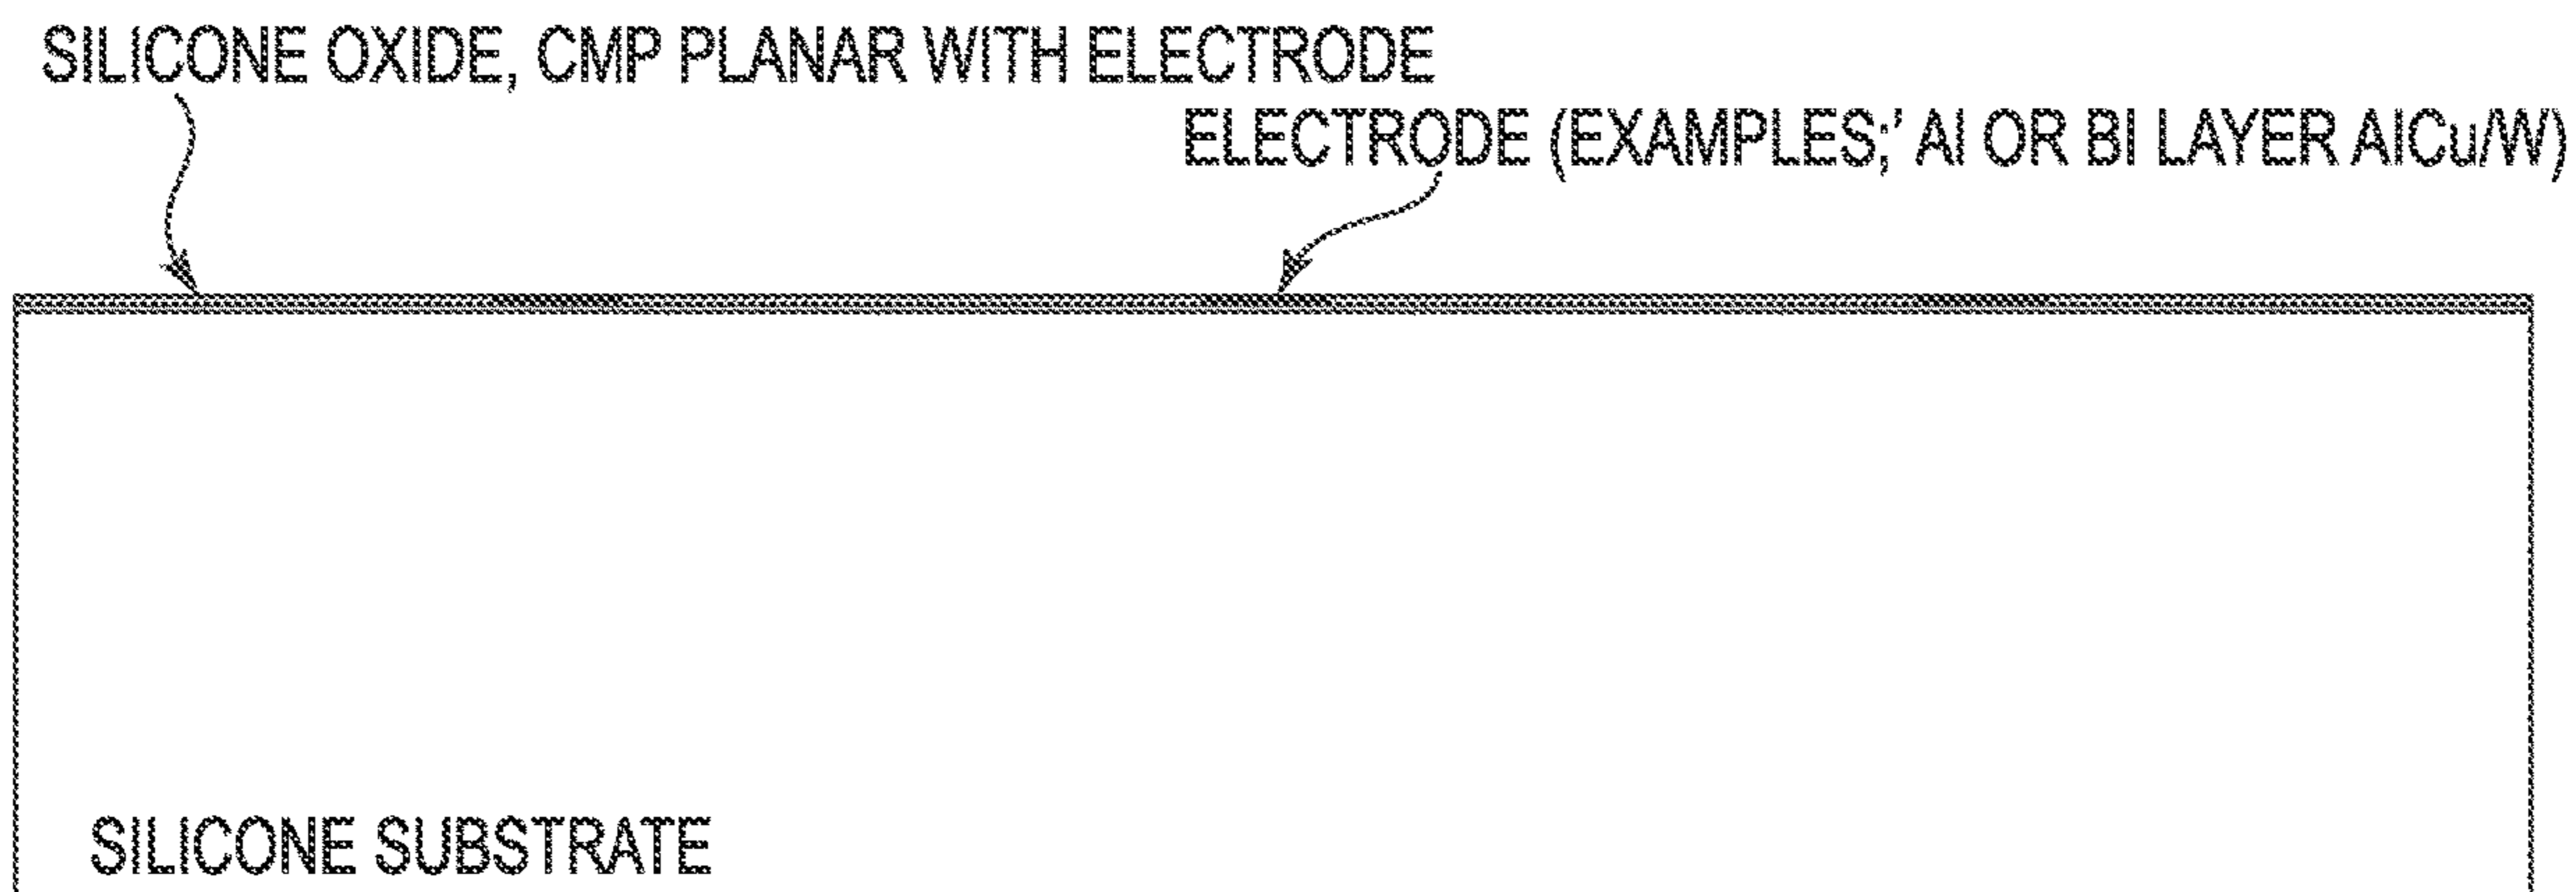 SILICONE OXIDE, CMP PLANAR WITH ELECTRODE
ELECTRODE (EXAMPLES;' Al OR BI LAYER AlCu/W)
SILICONE SUBSTRATE